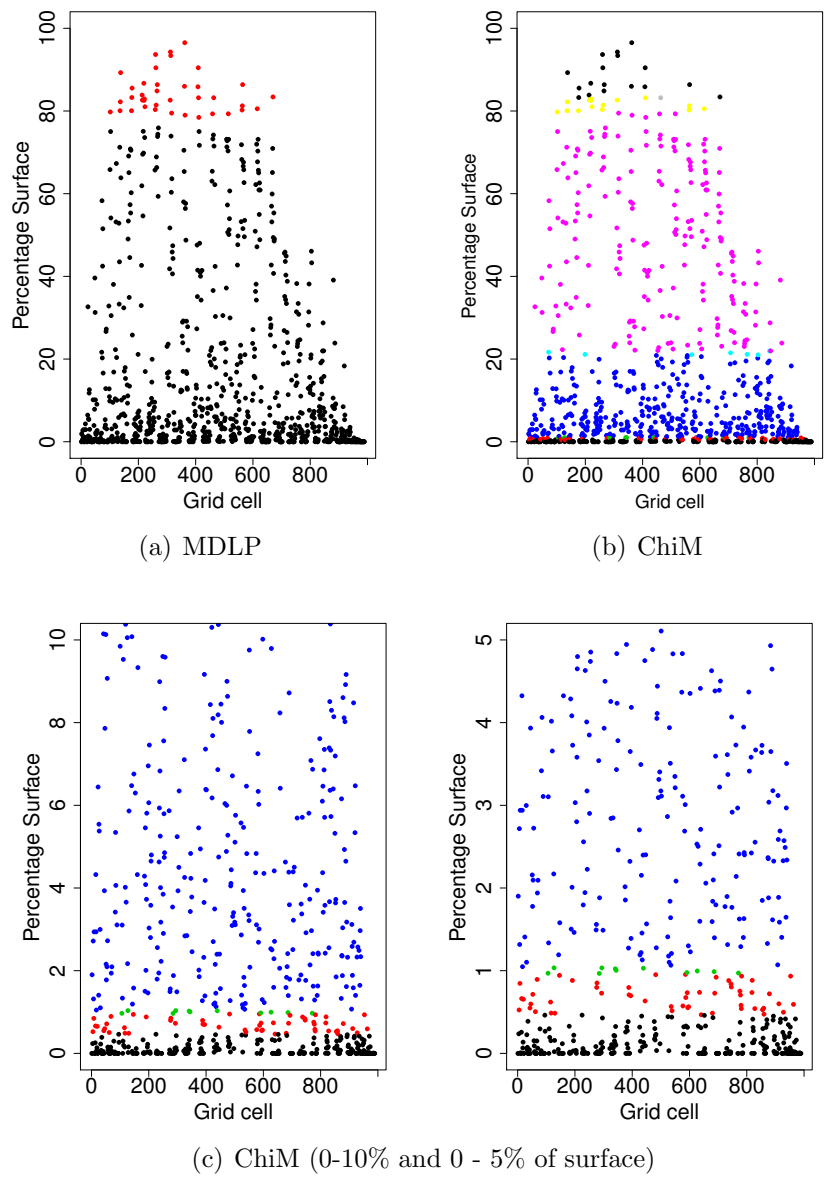 100
80
60
40
20
0
Percentage Surface
0 200 400 600 800
Grid cell
(a) MDLP
100
80
60
40
20
0
Percentage Surface
0 200 400 600 800
Grid cell
(b) ChiM
10
8
6
4
2
0
Percentage Surface
0 200 400 600 800
Grid cell
5
4
3
2
1
0
Percentage Surface
0 200 400 600 800
Grid cell
(c) ChiM (0-10% and 0 - 5% of surface)